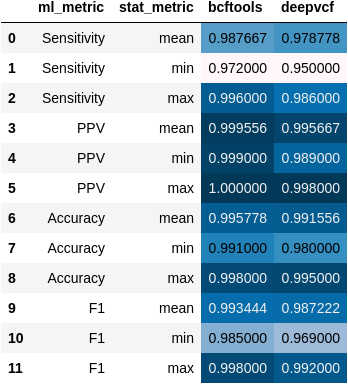 ml_metric stat_metric bcftools deepvcf
0 Sensitivity mean 0.987667 0.978778
1 Sensitivity min 0.972000 0.950000
2 Sensitivity max 0.996000 0.986000
3 PPV mean 0.999556 0.995667
4 PPV min 0.999000 0.989000
5 PPV max 1.000000 0.998000
6 Accuracy mean 0.995778 0.991556
7 Accuracy min 0.991000 0.980000
8 Accuracy max 0.998000 0.995000
9 F1 mean 0.993444 0.987222
10 F1 min 0.985000 0.969000
11 F1 max 0.998000 0.992000